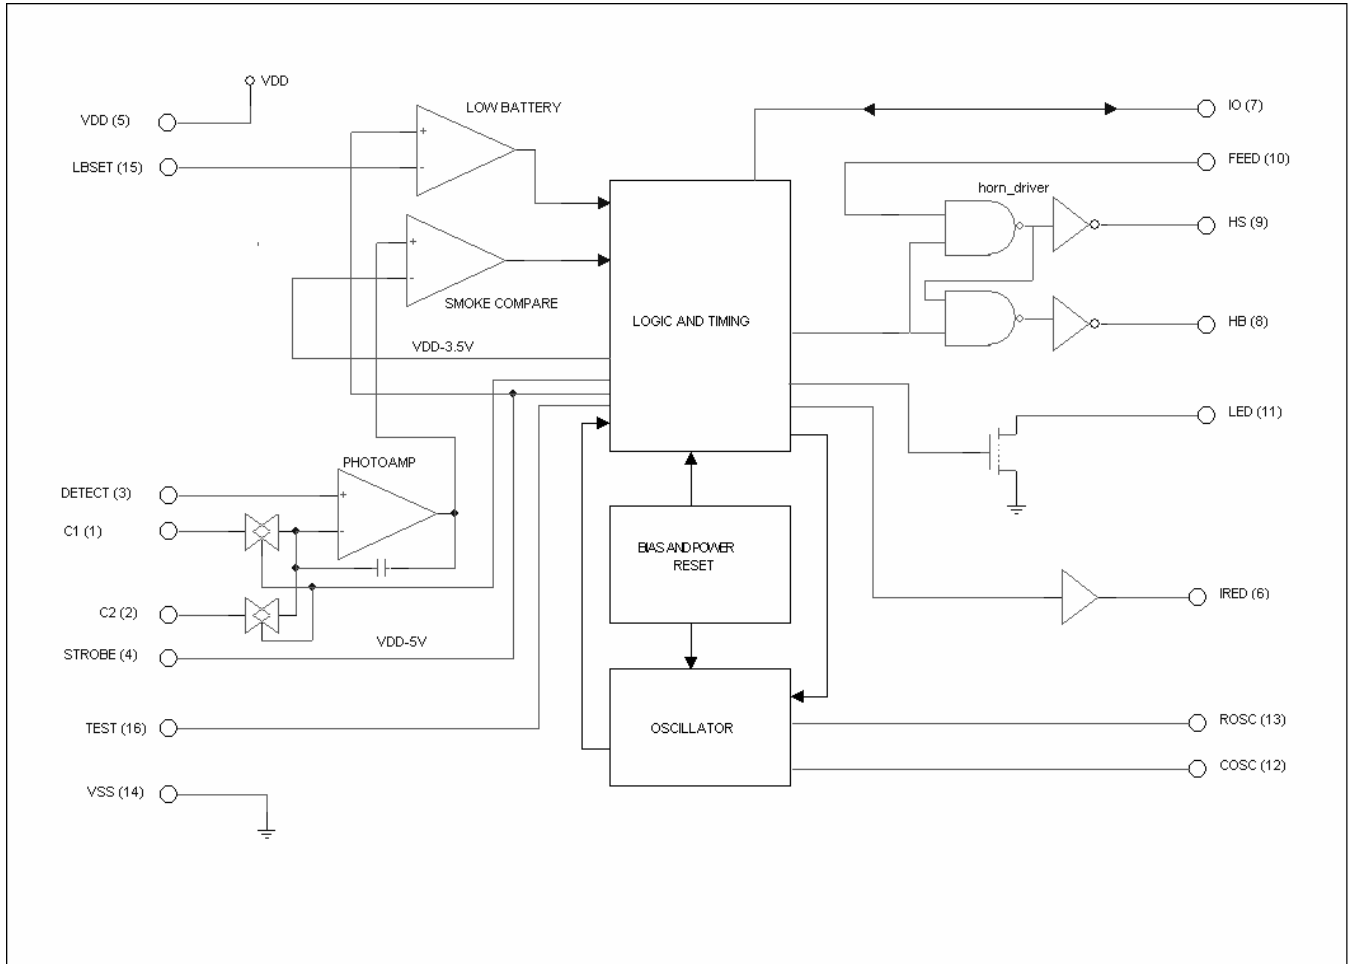 VDD
VDD (5)
LBSET (15)
LOW BATTERY
+
-
+
-
SMOKE COMPARE
VDD-3.5V
PHOTOAMP
DETECT (3)
+
C1 (1)
-
C2 (2)
STROBE (4)
VDD-5V
TEST (16)
VSS (14)
LOGIC AND TIMING
BIAS AND POWER
RESET
OSCILLATOR
IO (7)
FEED (10)
horn_driver
HS (9)
HB (8)
LED (11)
IRED (6)
ROSC (13)
COSC (12)